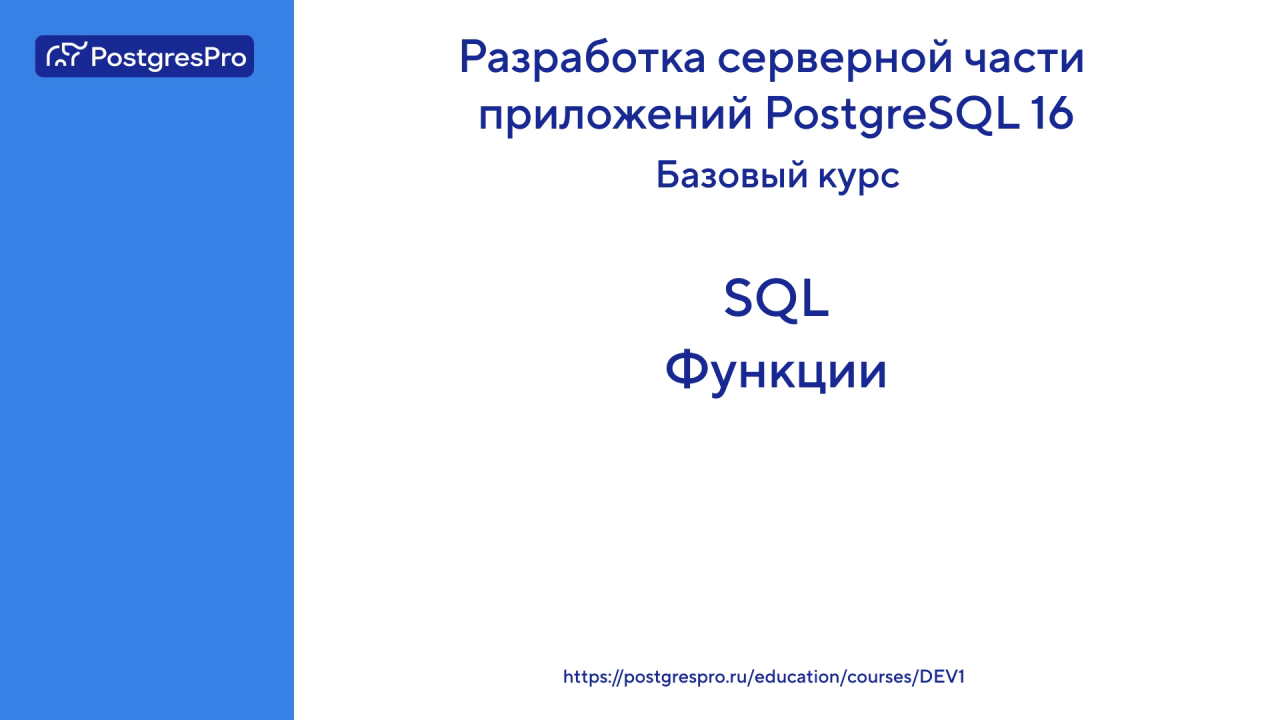 PostgresPro
Разработка серверной части
приложений PostgreSQL 16
Базовый курс
SQL
Функции
https://postgrespro.ru/education/courses/DEV1